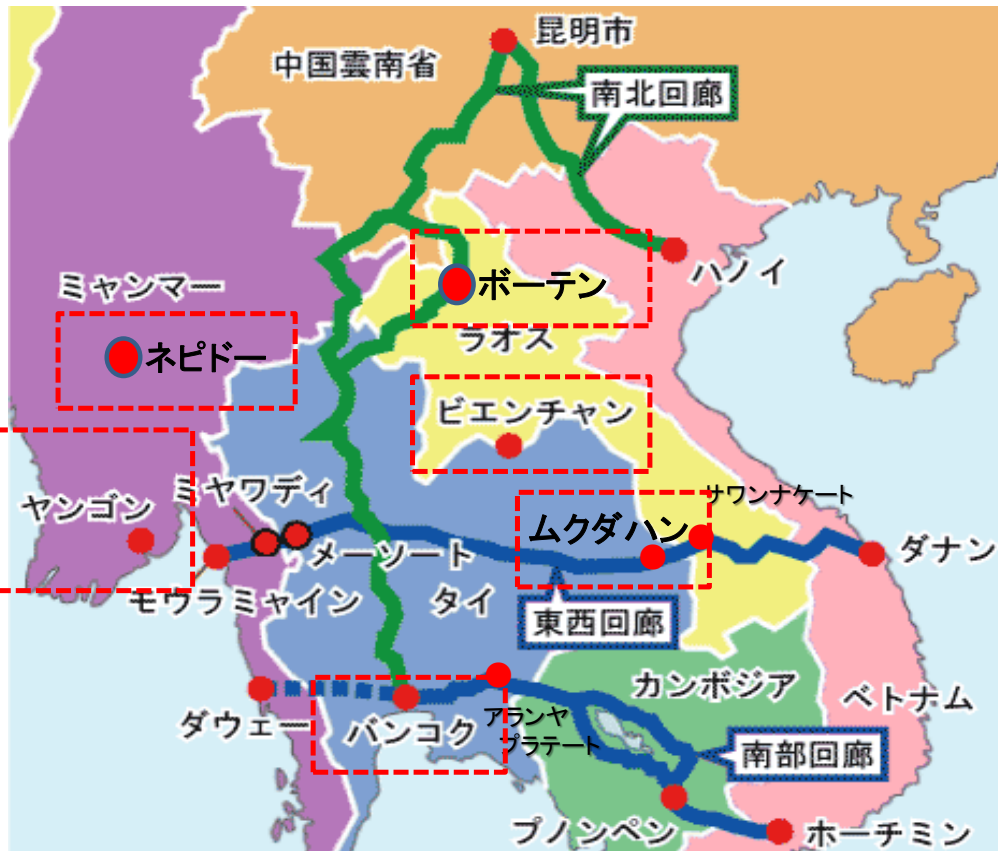 昆明市
中国雲南省
南北回廊
ハノイ
ミャンマー
ボーテン
ラオス
ネピドー
ビエンチャン
ミヤワディ
サワンナケート
ヤンゴン
ムクダハン
メーソート
ダナン
モウラミャイン
タイ
東西回廊
カンボジア
ベトナム
ダウェー
バンコク
アランヤ
プラテート
南部回廊
プノンペン
ホーチミン